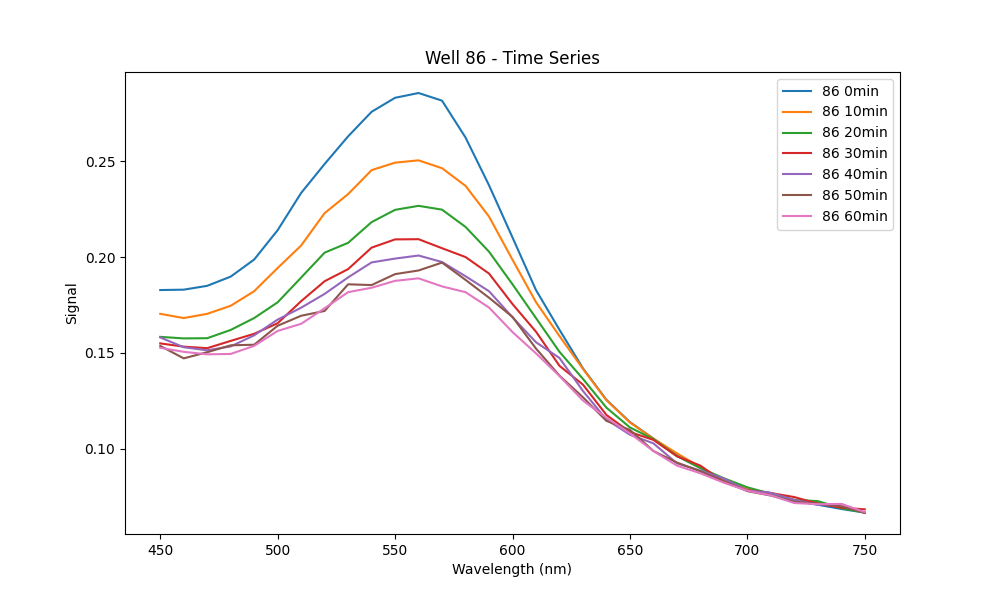 Well 86 - Time Series
86 0min
86 10min
86 20min
86 30min
86 40min
86 50min
86 60min
Signal
0.25
0.20
0.15
0.10
450 500 550 600 650 700 750
Wavelength (nm)